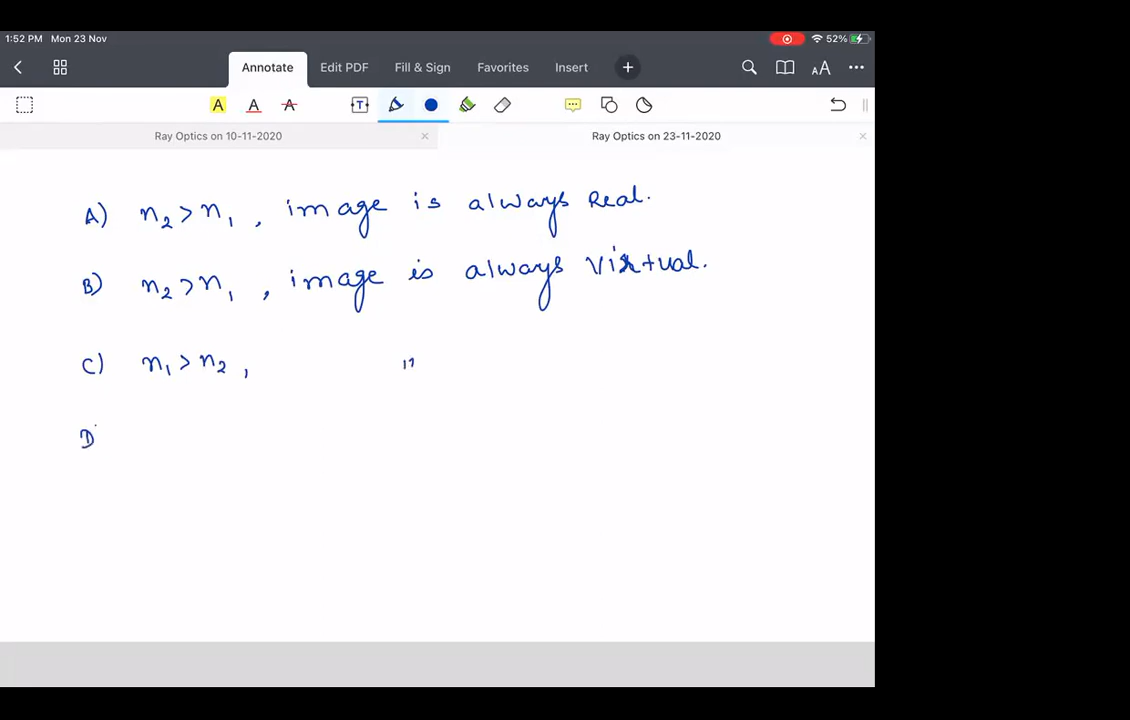 1:52 PM Mon 23 Nov 52%
Annotate Edit PDF Fill & Sign Favorites Insert
Ray Optics on 10-11-2020 Ray Optics on 23-11-2020
A) n₂ > n₁ , image is always Real.
B) n₂ > n₁ , image is always Virtual.
C) n₁ > n₂ , "
D